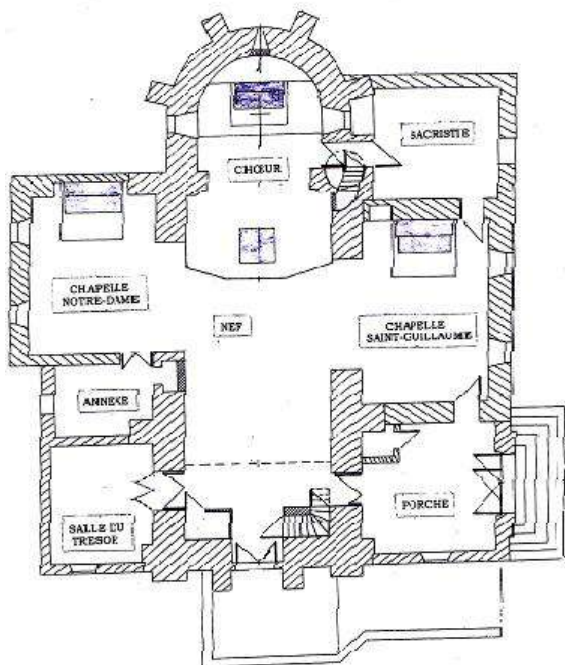 SACRISTIE
CHŒUR
CHAPELLE
NOTRE-DAME
NEF
CHAPELLE
SAINT-GUILLAUME
ANNEXE
PORCHE
SALLE DU
TRESOR